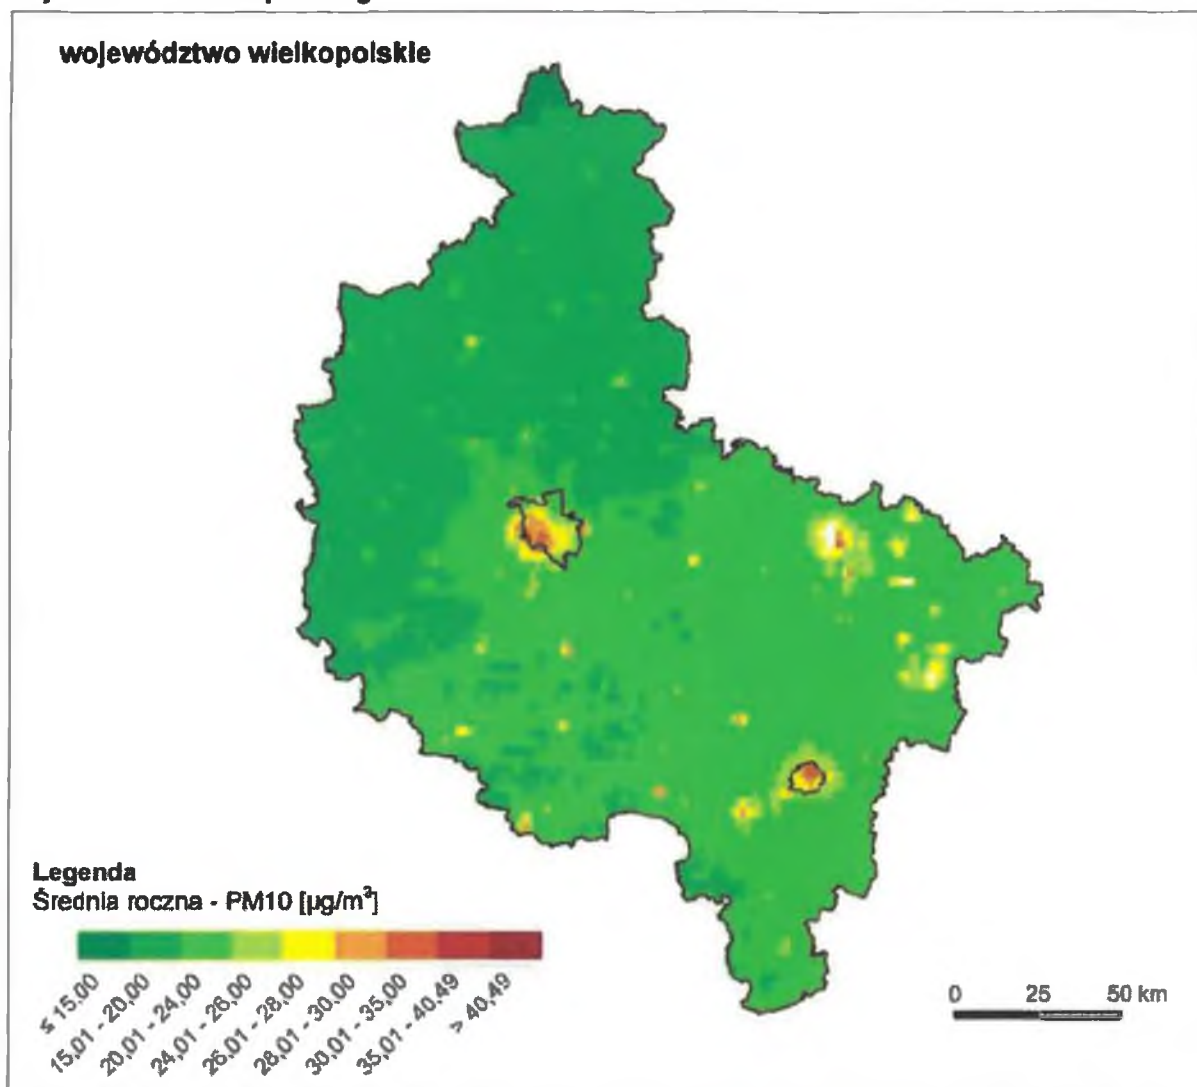 województwo wielkopolskie
Legenda
Średnia roczna - PM10 [µg/m³]
≤ 15,00
15,01 - 20,00
20,01 - 24,00
24,01 - 26,00
26,01 - 28,00
28,01 - 30,00
30,01 - 35,00
35,01 - 40,49
> 40,49
0 25 50 km